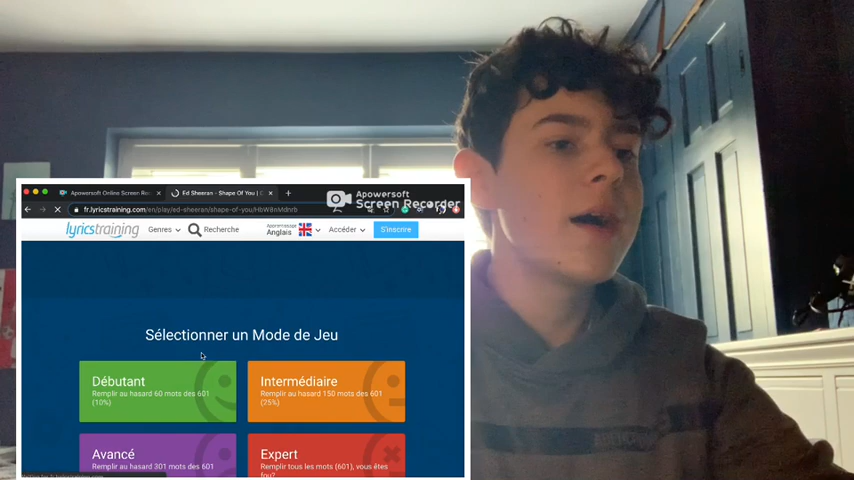 Apowersoft Online Screen Rec
Ed Sheeran - Shape Of You | C
Apowersoft
Screen Recorder
fr.lyricstraining.com/en/play/ed-sheeran/shape-of-you/HbW8nVdnrb
lyricstraining
Genres
Recherche
Anglais
Accéder
S'inscrire
Sélectionner un Mode de Jeu
Débutant
Remplir au hasard 60 mots des 601
(10%)
Intermédiaire
Remplir au hasard 150 mots des 601
(25%)
Avancé
Remplir au hasard 301 mots des 601
Expert
Remplir tous les mots (601), vous êtes
fou?